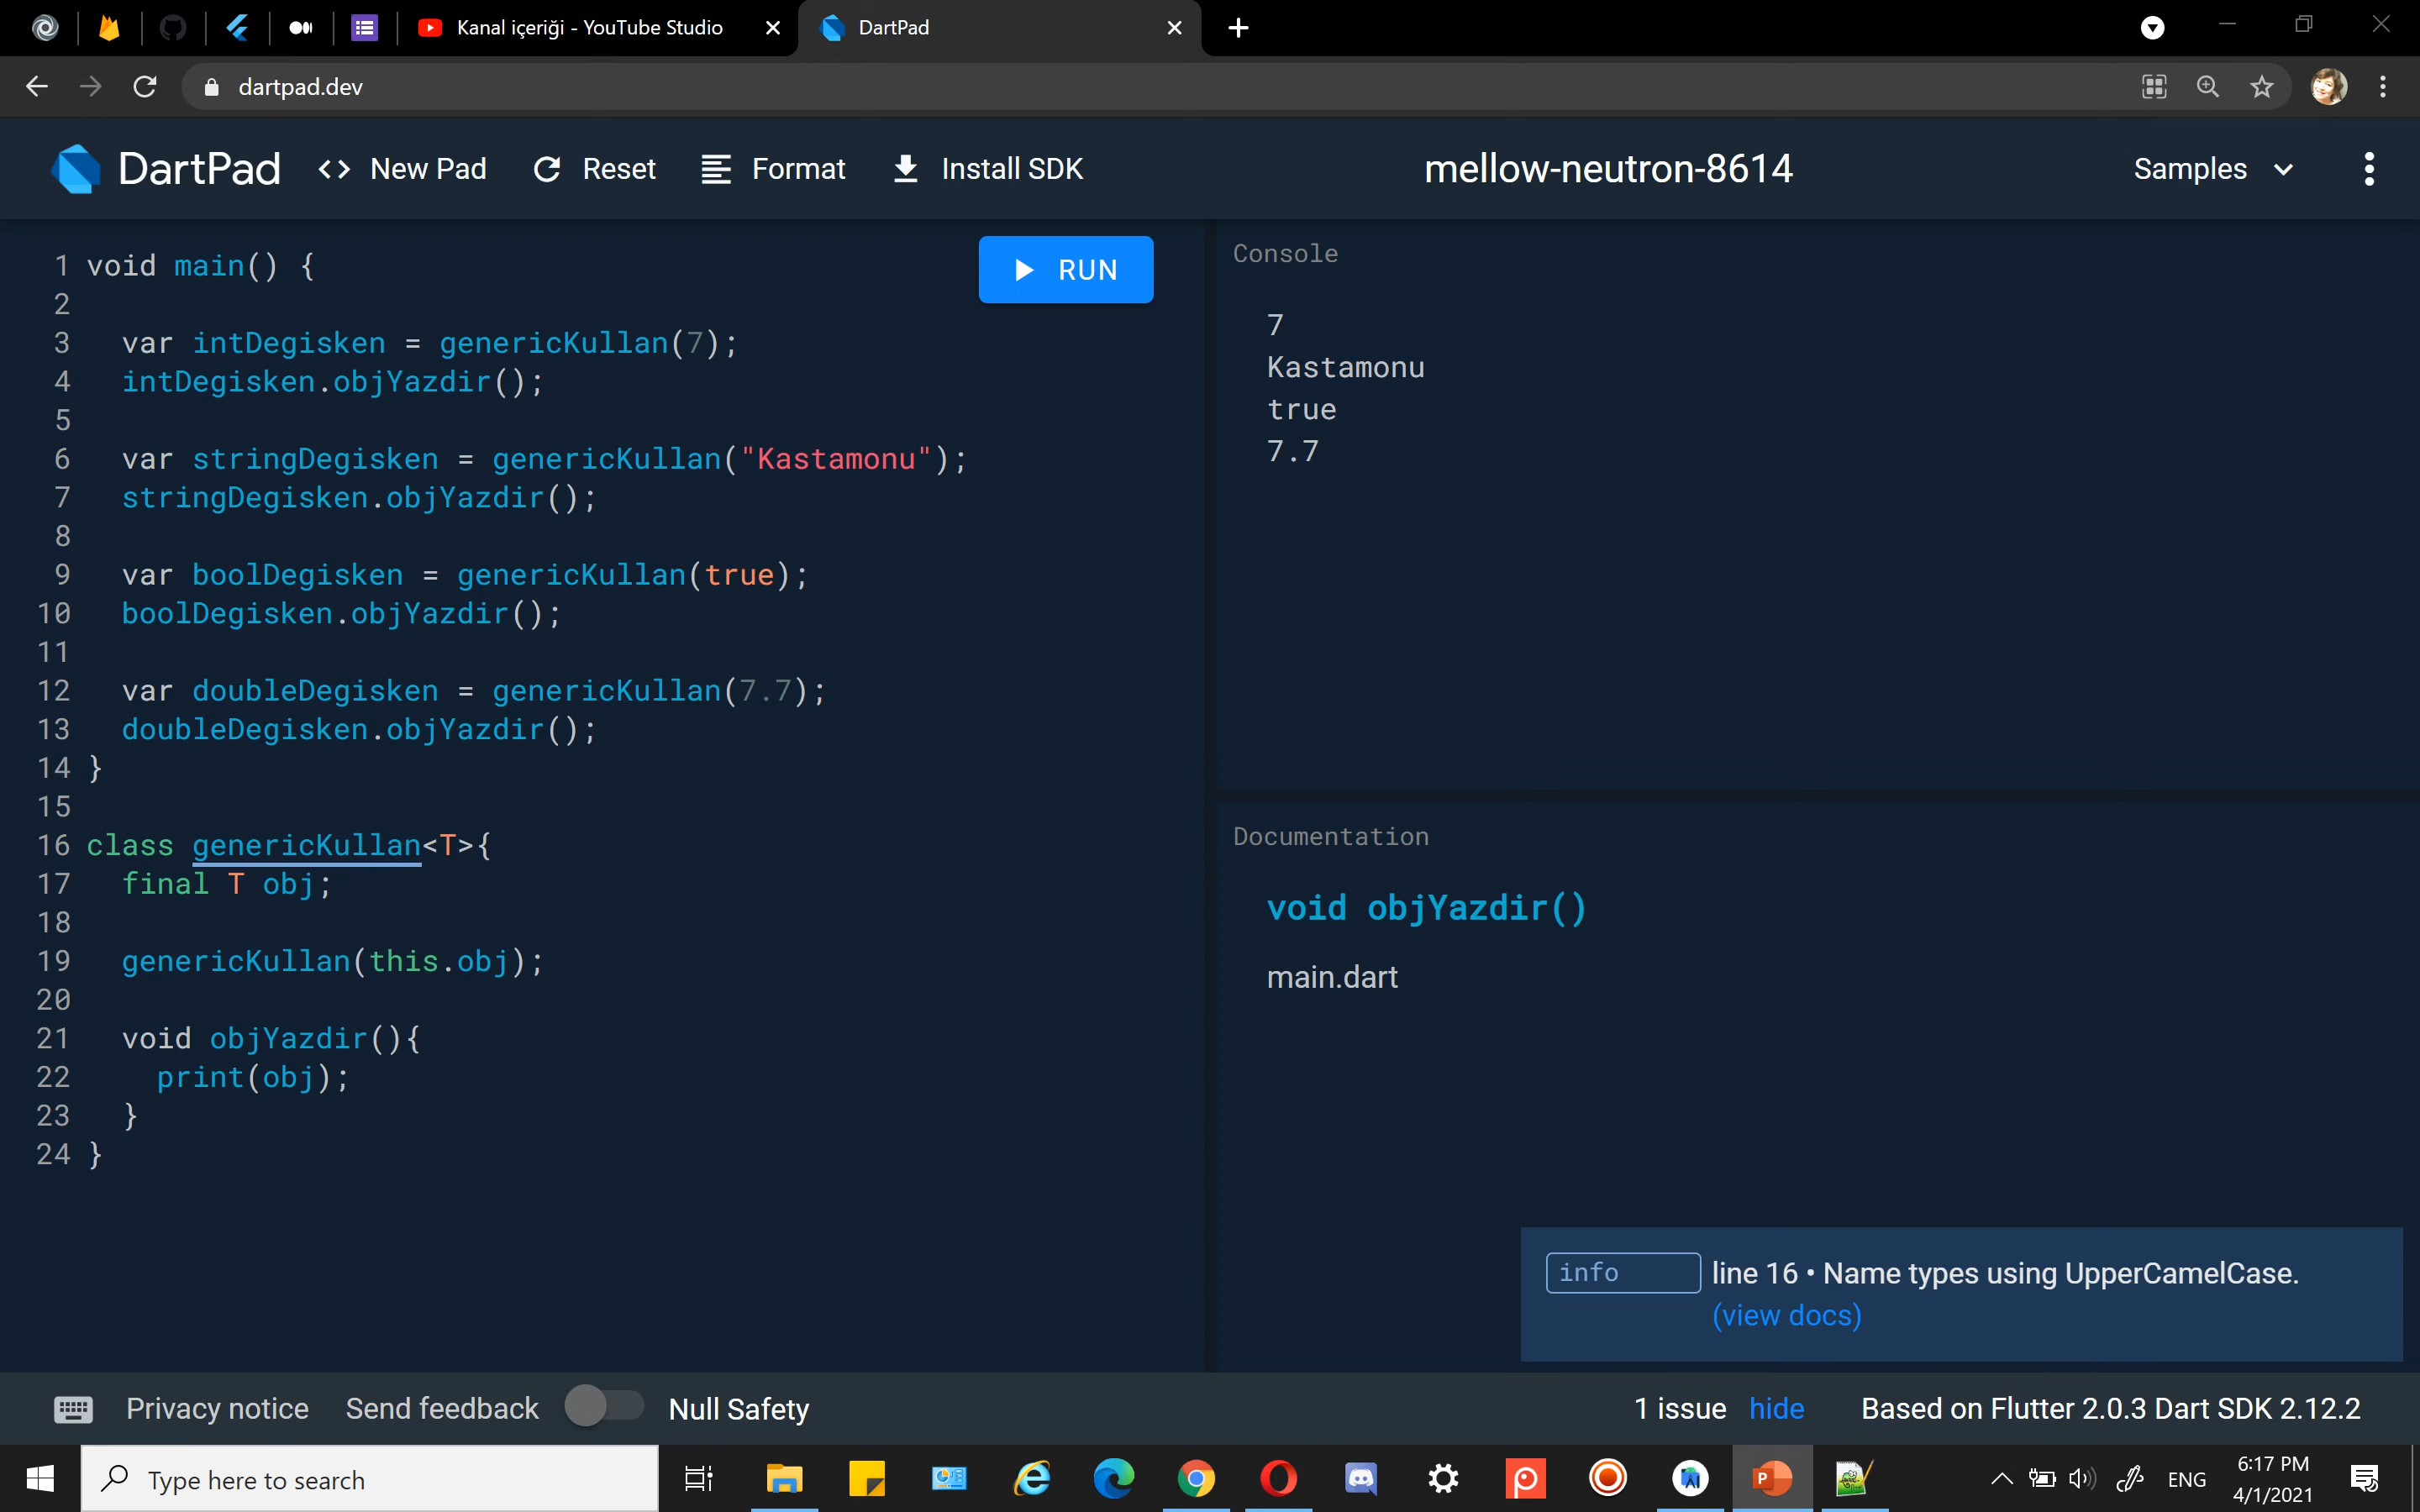 Kanal içeriği - YouTube Studio
DartPad
dartpad.dev
DartPad
<> New Pad
Reset
Format
Install SDK
mellow-neutron-8614
Samples
1 void main() {
2
3 var intDegisken = genericKullan(7);
4 intDegisken.objYazdir();
5
6 var stringDegisken = genericKullan("Kastamonu");
7 stringDegisken.objYazdir();
8
9 var boolDegisken = genericKullan(true);
10 boolDegisken.objYazdir();
11
12 var doubleDegisken = genericKullan(7.7);
13 doubleDegisken.objYazdir();
14 }
15
16 class genericKullan<T>{
17 final T obj;
18
19 genericKullan(this.obj);
20
21 void objYazdir(){
22 print(obj);
23 }
24 }
RUN
Console
7
Kastamonu
true
7.7
Documentation
void objYazdir()
main.dart
info line 16 • Name types using UpperCamelCase.
(view docs)
Privacy notice
Send feedback
Null Safety
1 issue hide
Based on Flutter 2.0.3 Dart SDK 2.12.2
Type here to search
ENG
6:17 PM
4/1/2021